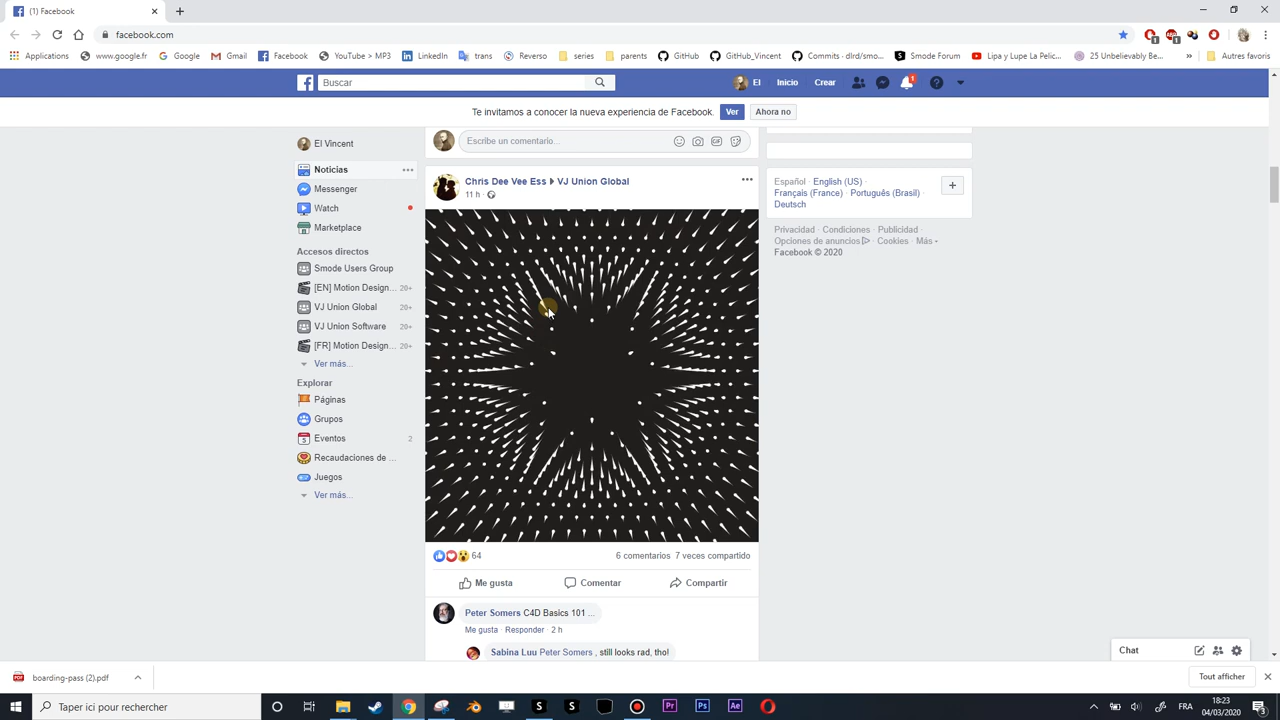 (1) Facebook
facebook.com
Applications www.google.fr Google Gmail Facebook YouTube > MP3 LinkedIn trans Reverso series parents GitHub GitHub_Vincent Commits · dlrd/smo... Smode Forum Lipa y Lupe La Pelic... 25 Unbelievably Be... » Autres favoris
Buscar
El Inicio Crear 1
Te invitamos a conocer la nueva experiencia de Facebook. Ver Ahora no
El Vincent
Noticias
Messenger
Watch
Marketplace
Accesos directos
Smode Users Group
[EN] Motion Design... 20+
VJ Union Global 20+
VJ Union Software 20+
[FR] Motion Design... 20+
Ver más...
Explorar
Páginas
Grupos
Eventos 2
Recaudaciones de ...
Juegos
Ver más...
Escribe un comentario...
GIF
Chris Dee Vee Ess VJ Union Global
11 h ·
64 6 comentarios 7 veces compartido
Me gusta Comentar Compartir
Peter Somers C4D Basics 101 ...
Me gusta · Responder · 2 h
Sabina Luu Peter Somers , still looks rad, tho!
Español · English (US) ·
Français (France) · Português (Brasil) ·
Deutsch
Privacidad · Condiciones · Publicidad ·
Opciones de anuncios · Cookies · Más
Facebook © 2020
Chat
boarding-pass (2).pdf
Tout afficher
Taper ici pour rechercher
FRA
18:23
04/03/2020
3